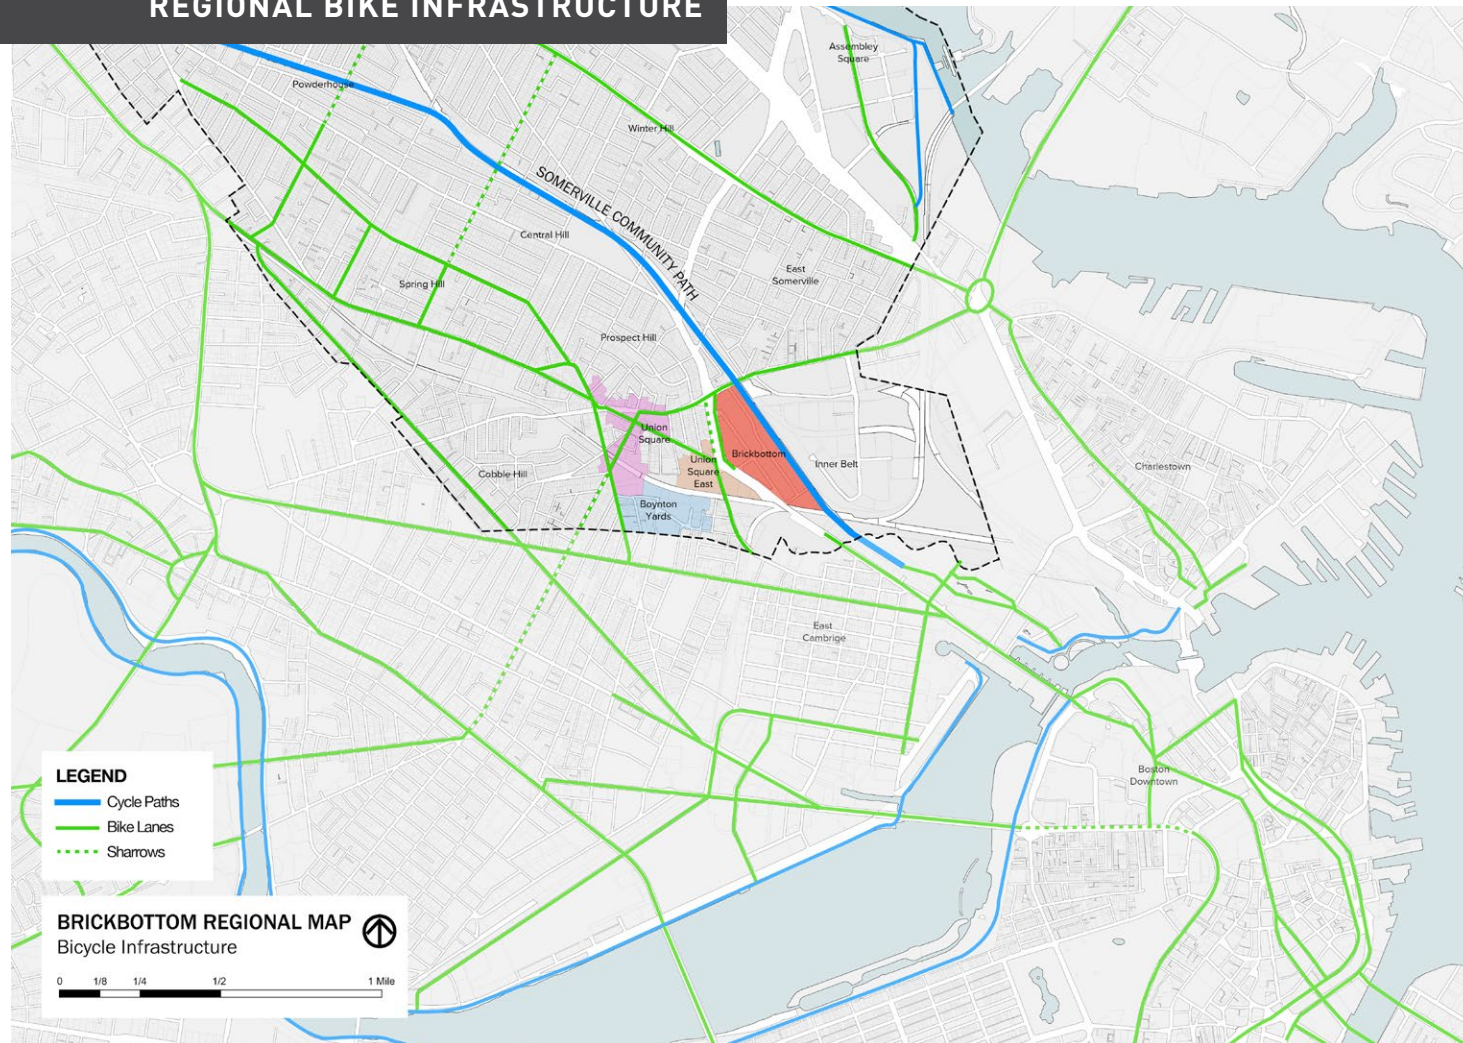 REGIONAL BIKE INFRASTRUCTURE
Assembley
Square
Powderhouse
Winter Hill
SOMERVILLE COMMUNITY PATH
Central Hill
East
Somerville
Spring Hill
Prospect Hill
Union
Square
Brickbottom
Inner Belt
Union
Square
East
Cobble Hill
Charlestown
Boynton
Yards
East
Cambrige
Boston
Downtown
LEGEND
Cycle Paths
Bike Lanes
Sharrows
BRICKBOTTOM REGIONAL MAP
Bicycle Infrastructure
0 1/8 1/4 1/2 1 Mile